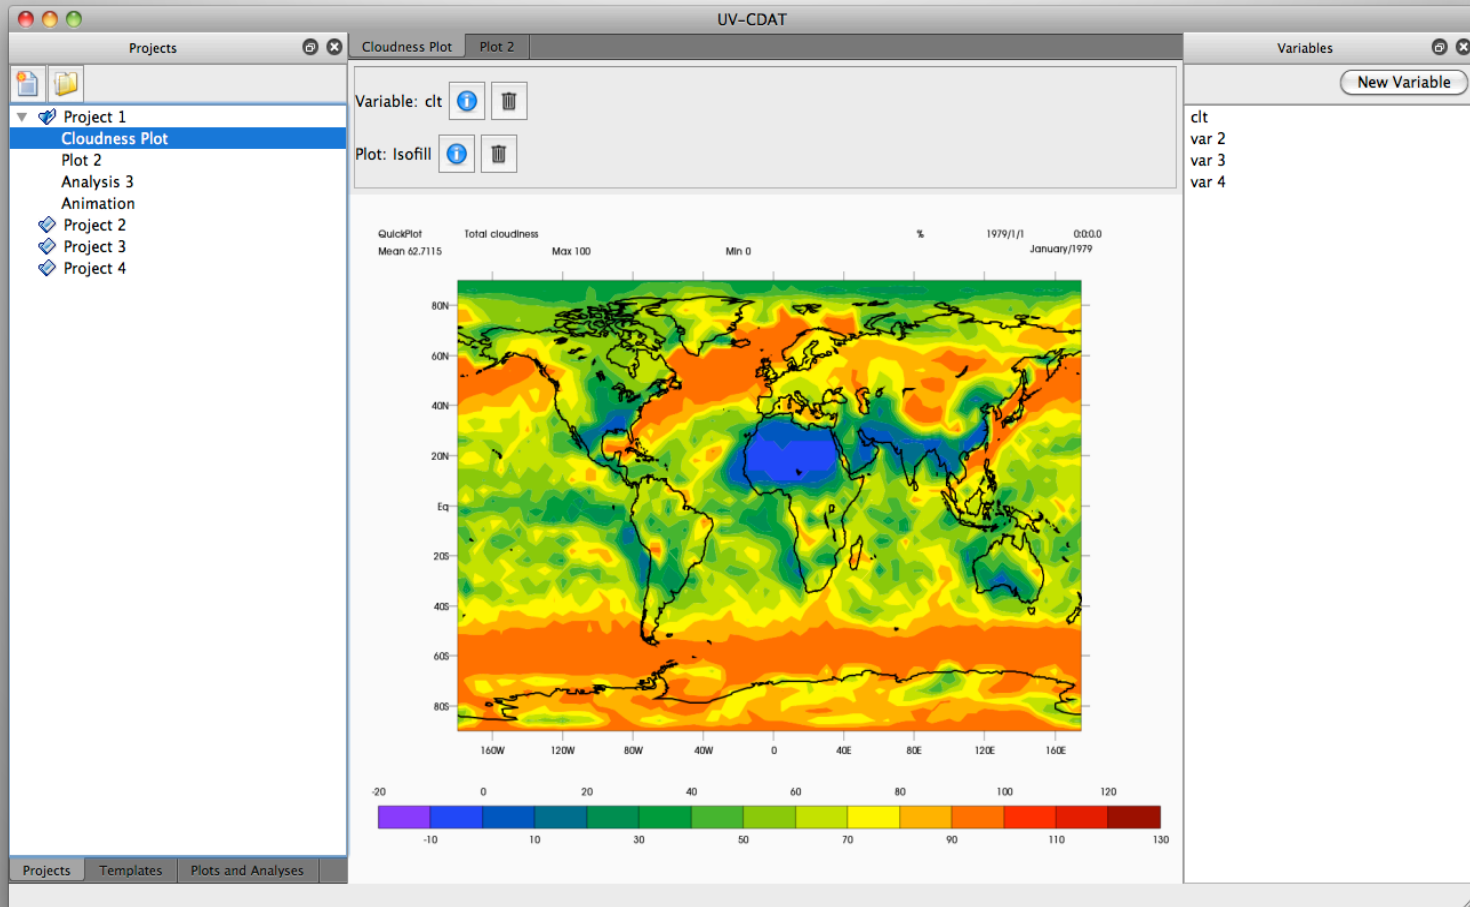 UV-CDAT
Projects
Project 1
Cloudness Plot
Plot 2
Analysis 3
Animation
Project 2
Project 3
Project 4
Projects Templates Plots and Analyses
Cloudness Plot Plot 2
Variable: clt
Plot: Isofill
QuickPlot Total cloudiness % 1979/1/1 0:0:0.0
Mean 62.7115 Max 100 Min 0 January/1979
80N
60N
40N
20N
Eq
20S
40S
60S
80S
160W 120W 80W 40W 0 40E 80E 120E 160E
-20 0 20 40 60 80 100 120
-10 10 30 50 70 90 110 130
Variables
New Variable
clt
var 2
var 3
var 4